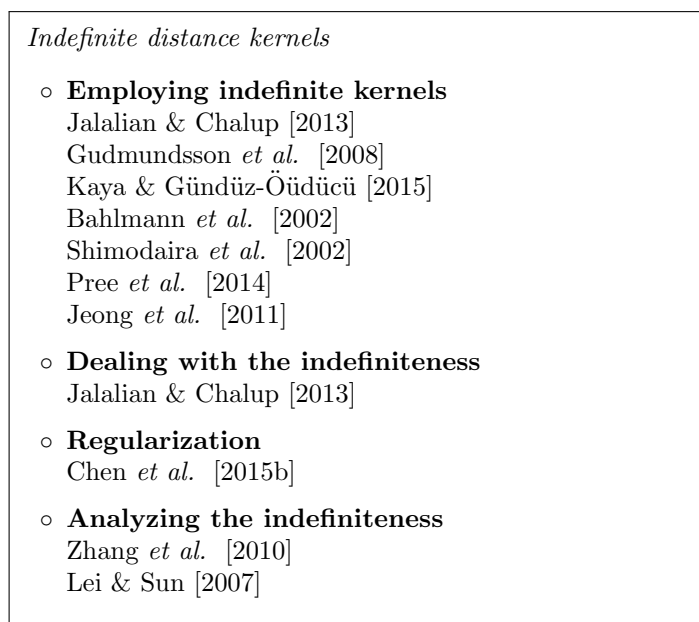 Indefinite distance kernels
◦ Employing indefinite kernels
Jalalian & Chalup [2013]
Gudmundsson et al. [2008]
Kaya & Gündüz-Öüdücü [2015]
Bahlmann et al. [2002]
Shimodaira et al. [2002]
Pree et al. [2014]
Jeong et al. [2011]
◦ Dealing with the indefiniteness
Jalalian & Chalup [2013]
◦ Regularization
Chen et al. [2015b]
◦ Analyzing the indefiniteness
Zhang et al. [2010]
Lei & Sun [2007]